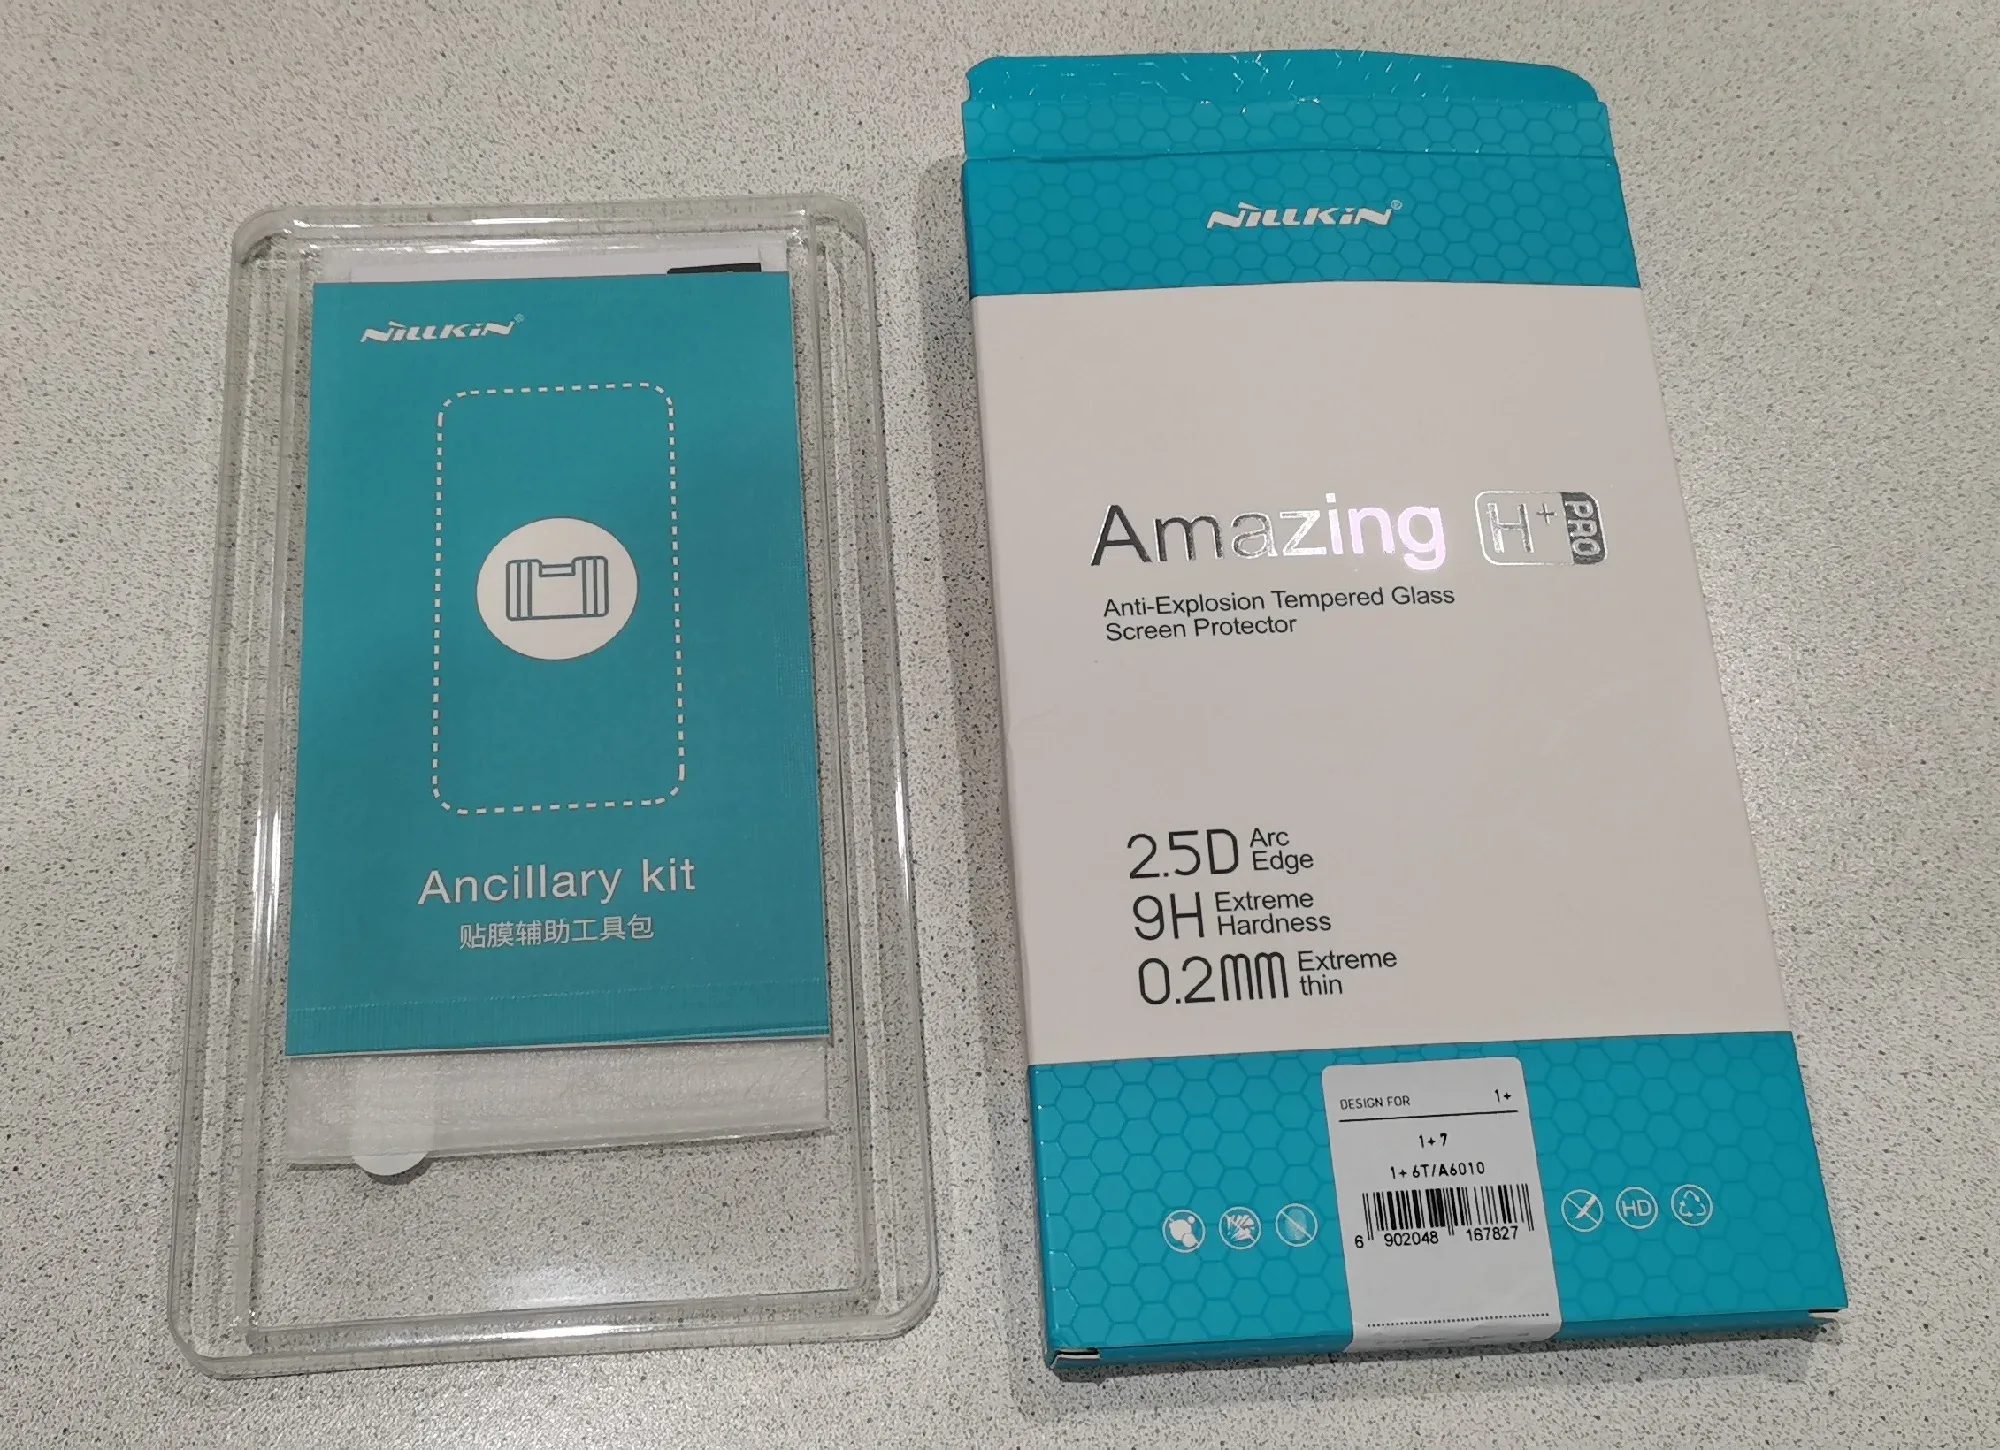 NILLKIN®
Ancillary kit
贴膜辅助工具包
NILLKIN®
Amazing H+ PRO
Anti-Explosion Tempered Glass
Screen Protector
2.5D Arc
Edge
9H Extreme
Hardness
0.2mm Extreme
thin
DESIGN FOR 1+
1+7
1+6T/A6010
6 902048 167827
HD